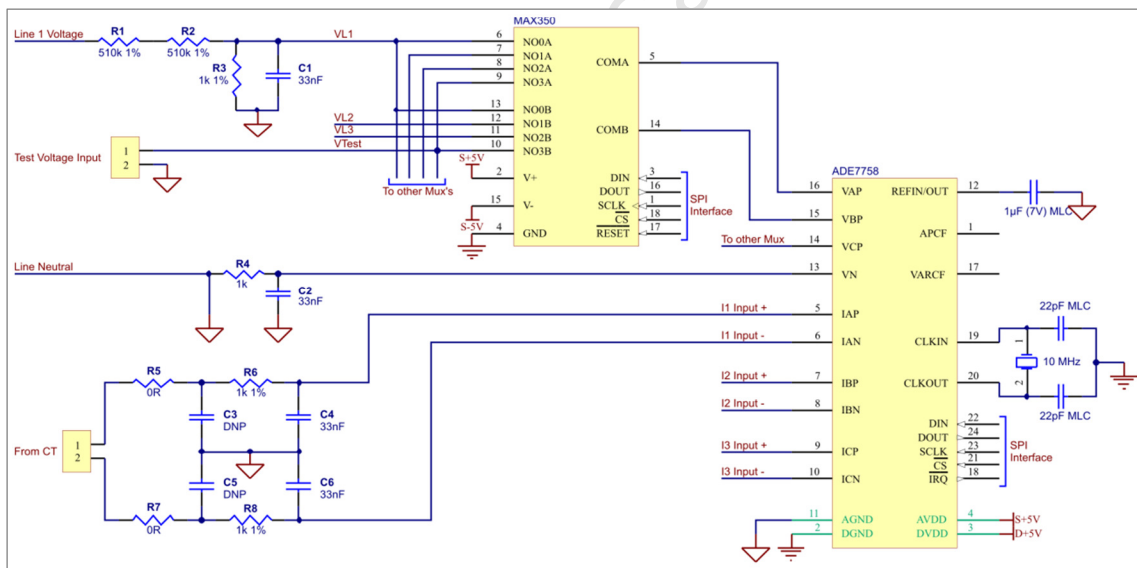 MAX350
Line 1 Voltage
R1
510k 1%
R2
510k 1%
VL1
R3
1k 1%
C1
33nF
6
7
8
9
NO0A
NO1A
NO2A
NO3A
COMA
5
13
12
11
10
NO0B
NO1B
NO2B
NO3B
COMB
14
VL2
VL3
VTest
Test Voltage Input
1
2
To other Mux's
S+5V
2
V+
15
V-
S-5V
4
GND
DIN
3
DOUT
16
SCLK
1
CS
18
RESET
17
SPI
Interface
ADE7758
16
VAP
15
VBP
To other Mux
14
VCP
13
VN
REFIN/OUT
12
1µF (7V) MLC
APCF
1
VARCF
17
Line Neutral
R4
1k
C2
33nF
I1 Input +
5
IAP
I1 Input -
6
IAN
I2 Input +
7
IBP
I2 Input -
8
IBN
I3 Input +
9
ICP
I3 Input -
10
ICN
CLKIN
19
CLKOUT
20
22pF MLC
1
10 MHz
2
22pF MLC
DIN
22
DOUT
24
SCLK
23
CS
21
IRQ
18
SPI
Interface
11
AGND
2
DGND
AVDD
4
S+5V
DVDD
3
D+5V
From CT
1
2
R5
0R
R6
1k 1%
C3
DNP
C4
33nF
C5
DNP
C6
33nF
R7
0R
R8
1k 1%